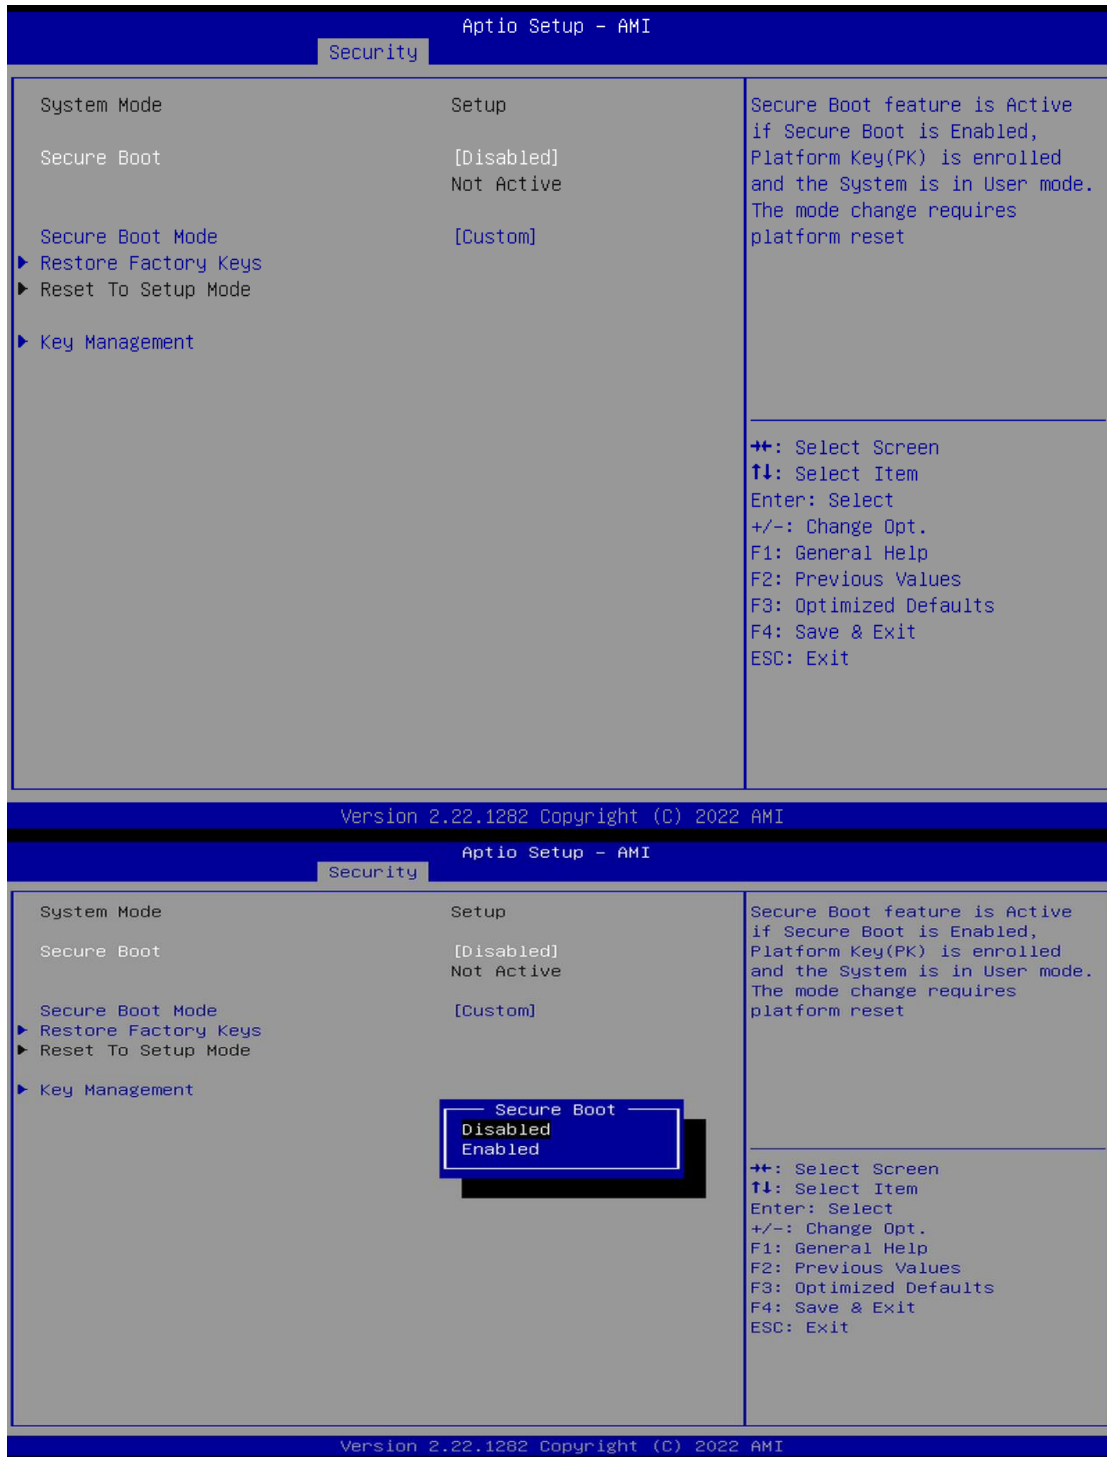 Aptio Setup – AMI
Security
System Mode Setup
Secure Boot [Disabled]
Not Active
Secure Boot Mode [Custom]
▶ Restore Factory Keys
▶ Reset To Setup Mode
▶ Key Management
Secure Boot feature is Active
if Secure Boot is Enabled,
Platform Key(PK) is enrolled
and the System is in User mode.
The mode change requires
platform reset
→←: Select Screen
↑↓: Select Item
Enter: Select
+/-: Change Opt.
F1: General Help
F2: Previous Values
F3: Optimized Defaults
F4: Save & Exit
ESC: Exit
Version 2.22.1282 Copyright (C) 2022 AMI
Aptio Setup – AMI
Security
System Mode Setup
Secure Boot [Disabled]
Not Active
Secure Boot Mode [Custom]
▶ Restore Factory Keys
▶ Reset To Setup Mode
▶ Key Management
Secure Boot
Disabled
Enabled
Secure Boot feature is Active
if Secure Boot is Enabled,
Platform Key(PK) is enrolled
and the System is in User mode.
The mode change requires
platform reset
→←: Select Screen
↑↓: Select Item
Enter: Select
+/-: Change Opt.
F1: General Help
F2: Previous Values
F3: Optimized Defaults
F4: Save & Exit
ESC: Exit
Version 2.22.1282 Copyright (C) 2022 AMI